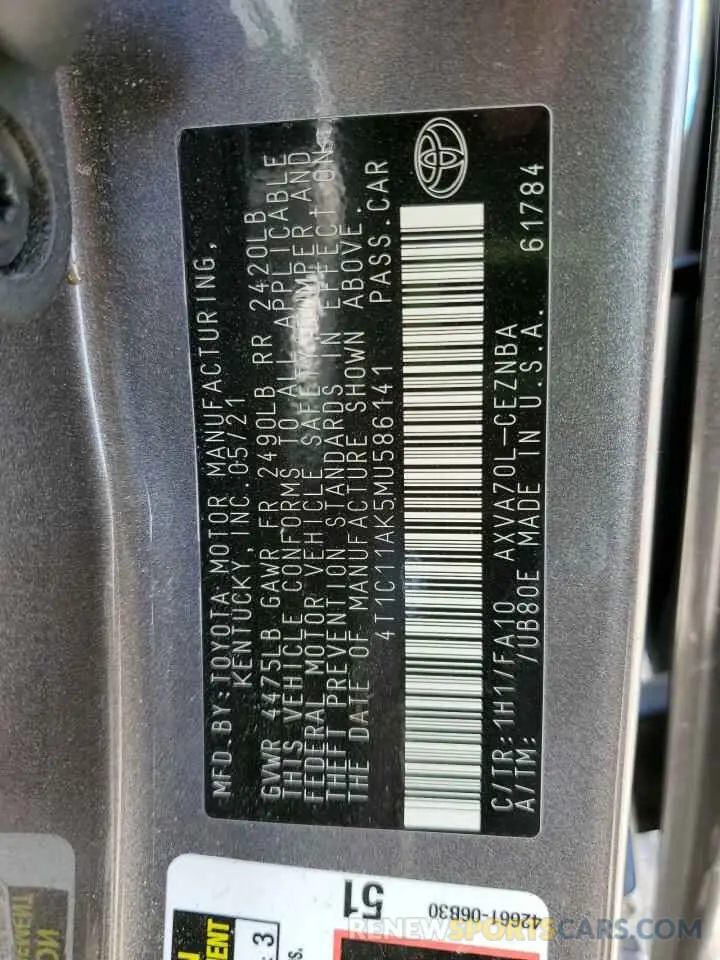 MFD.BY:TOYOTA MOTOR MANUFACTURING,
KENTUCKY, INC. 05/21
GVWR 4475LB GAWR FR 2490LB RR 2420LB
THIS VEHICLE CONFORMS TO ALL APPLICABLE
FEDERAL MOTOR VEHICLE SAFETY, BUMPER AND
THEFT PREVENTION STANDARDS IN EFFECT ON
THE DATE OF MANUFACTURE SHOWN ABOVE.
4T1C11AK5MU586141 PASS.CAR
C/TR:1H1/FA10 AXVA70L-CEZNBA
A/TM: /UB80E MADE IN U.S.A. 61784
51
42661-06B30
3
RENEWSPORTSCARS.COM